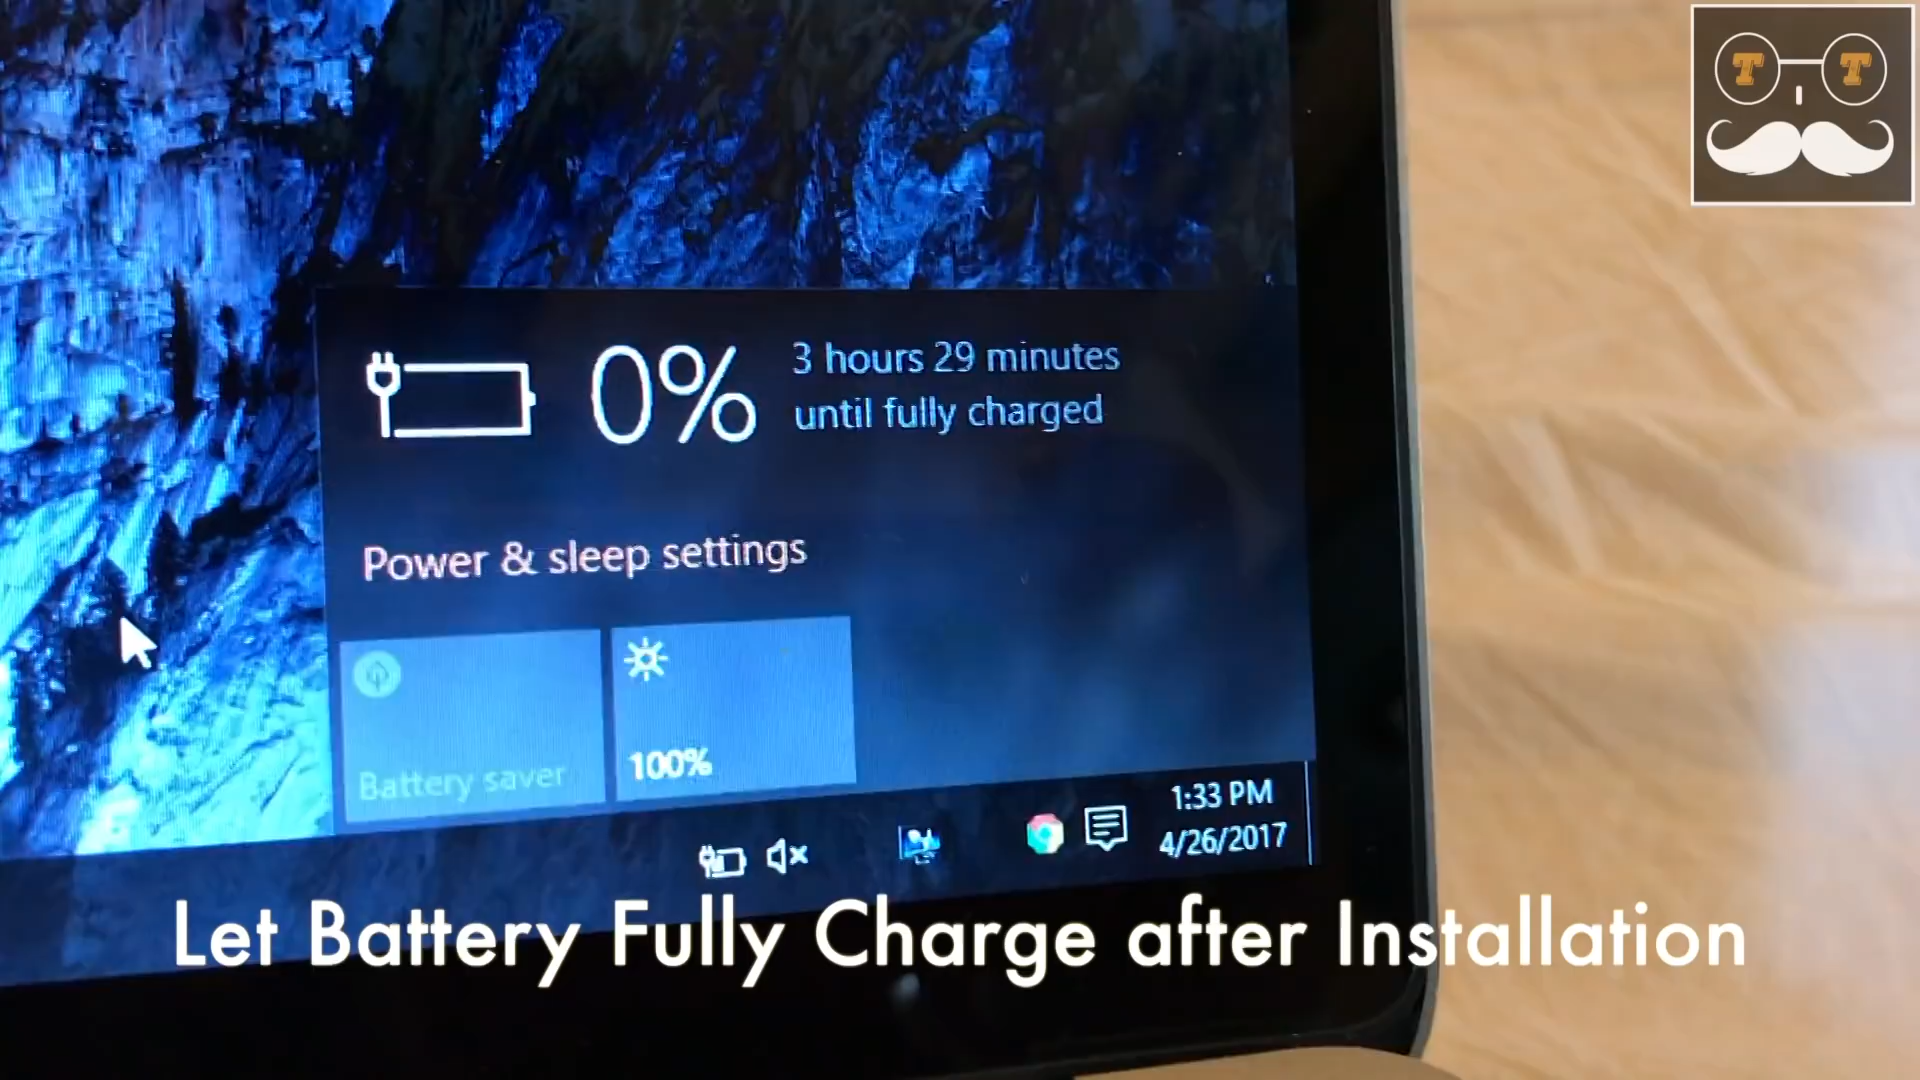 T T
0%
3 hours 29 minutes
until fully charged
Power & sleep settings
Battery saver
100%
1:33 PM
4/26/2017
Let Battery Fully Charge after Installation